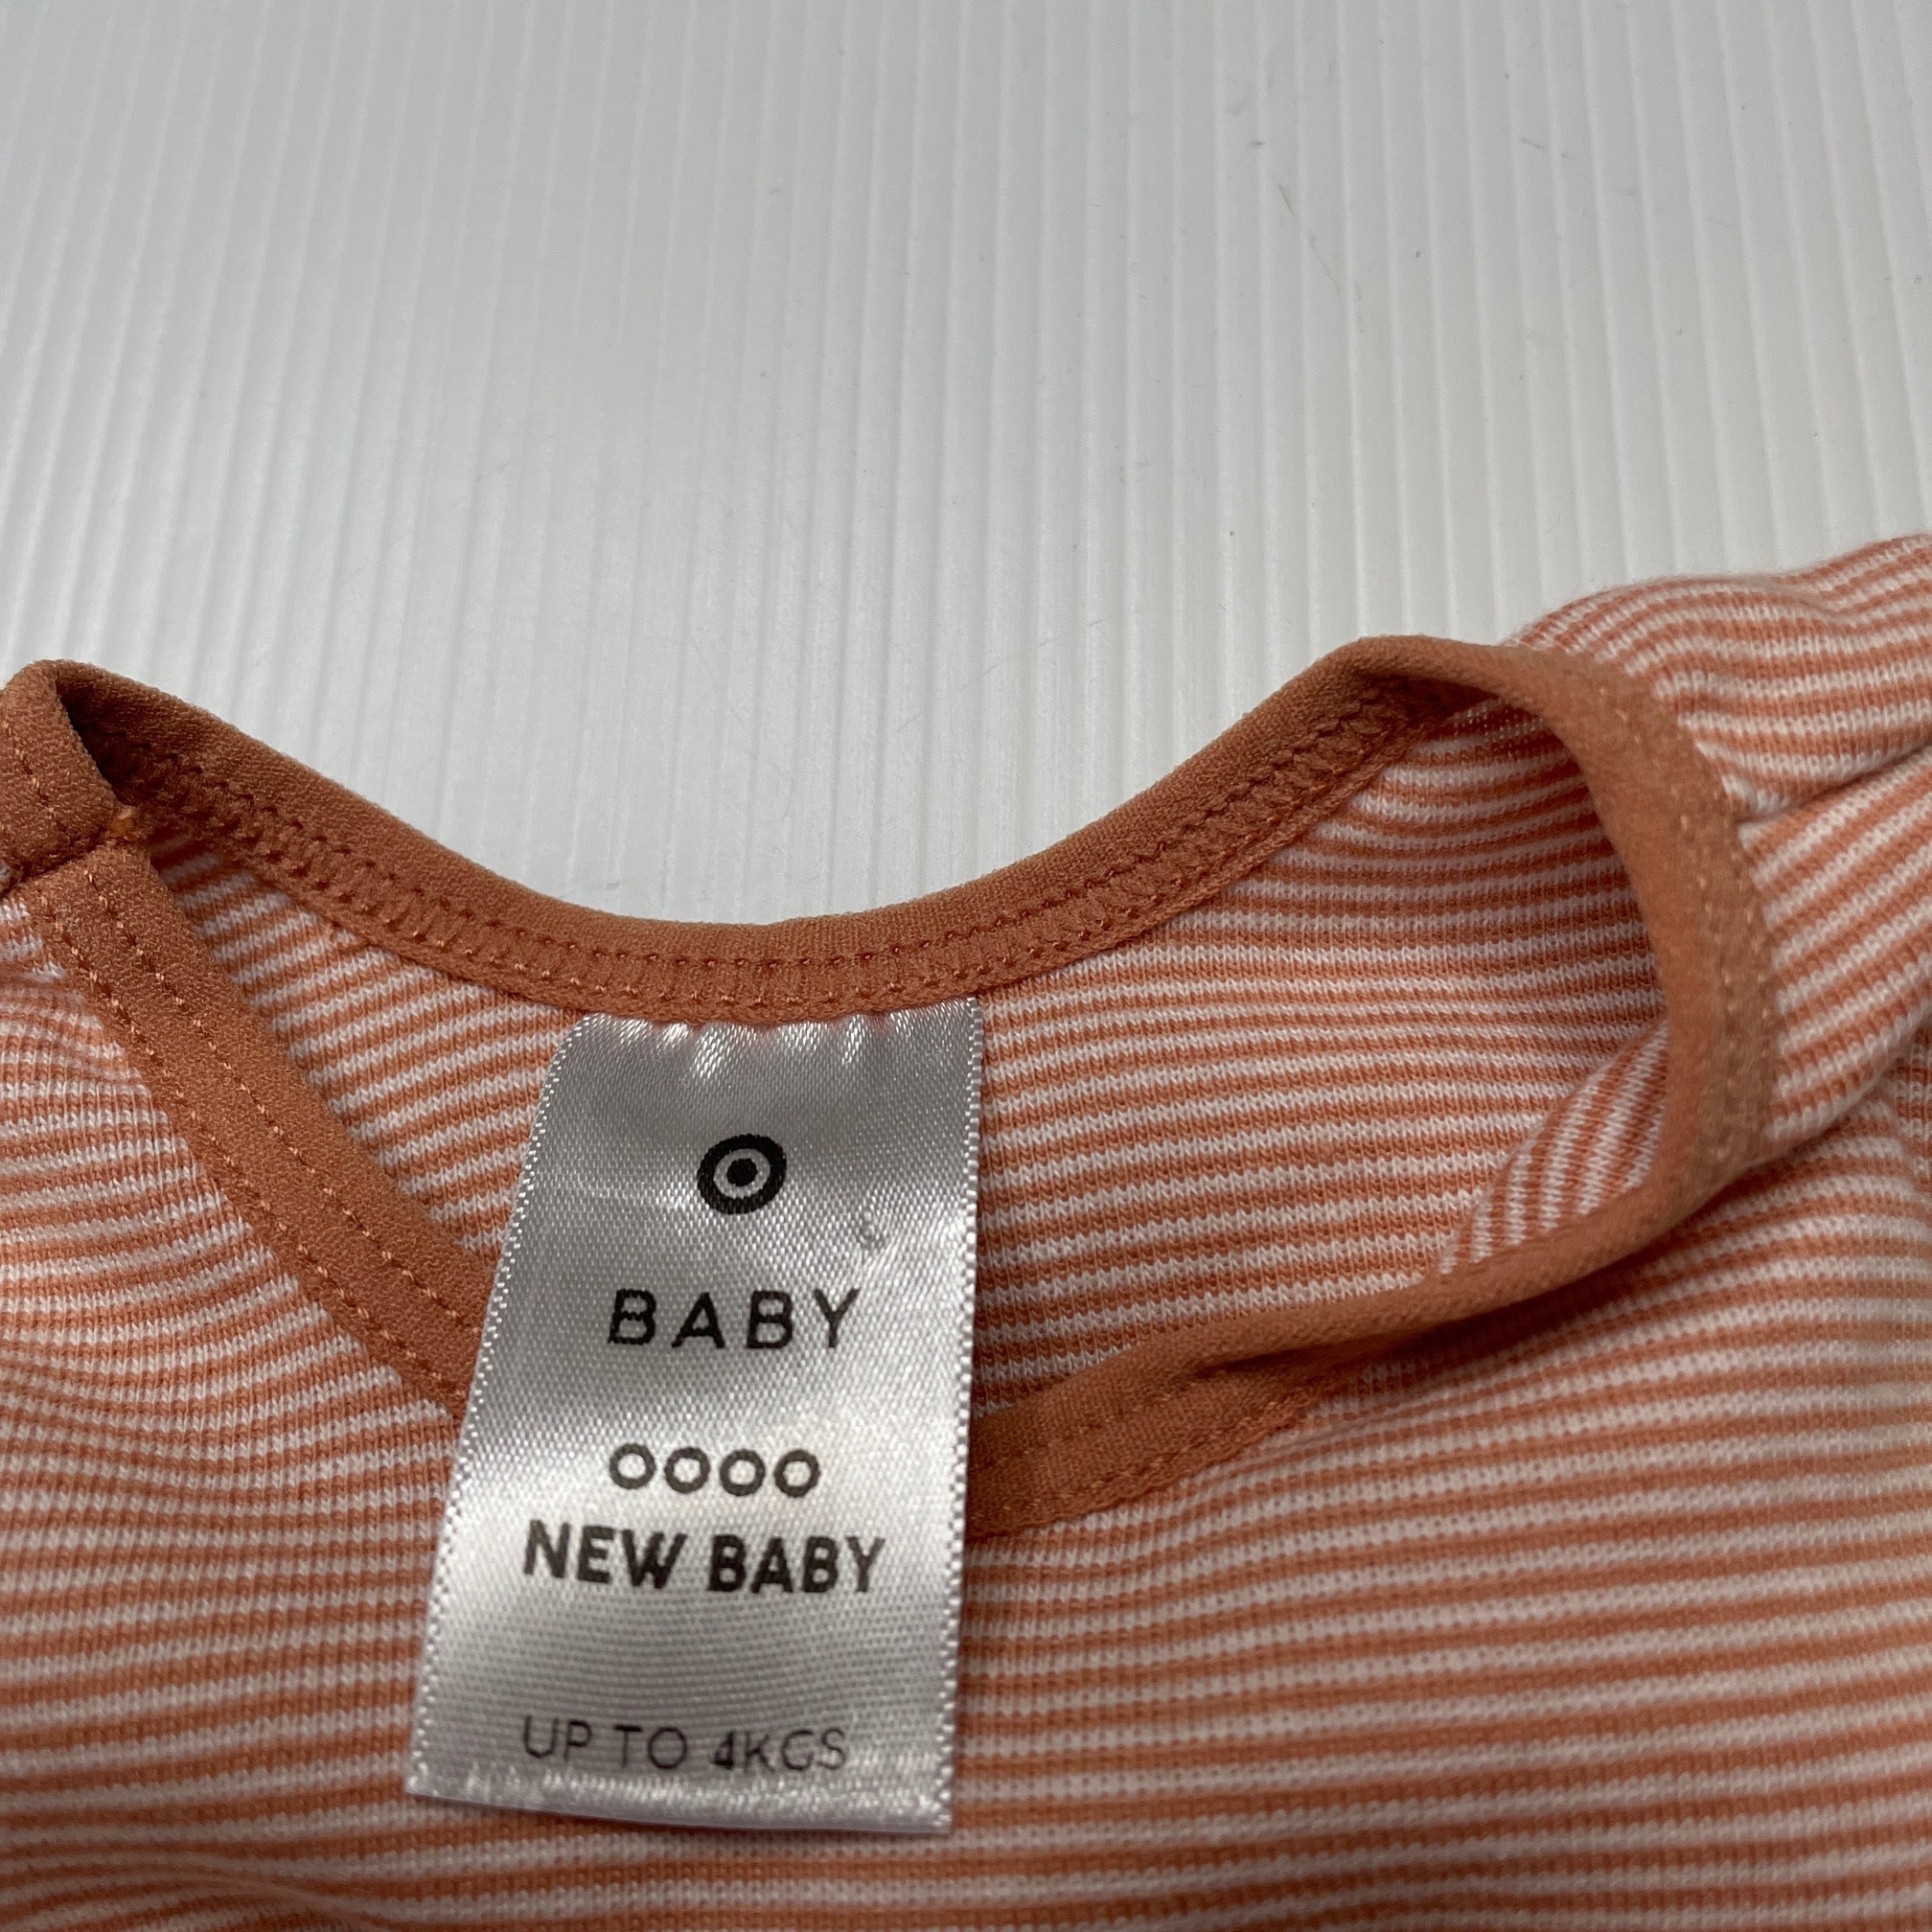 BABY
0000
NEW BABY
UP TO 4KGS